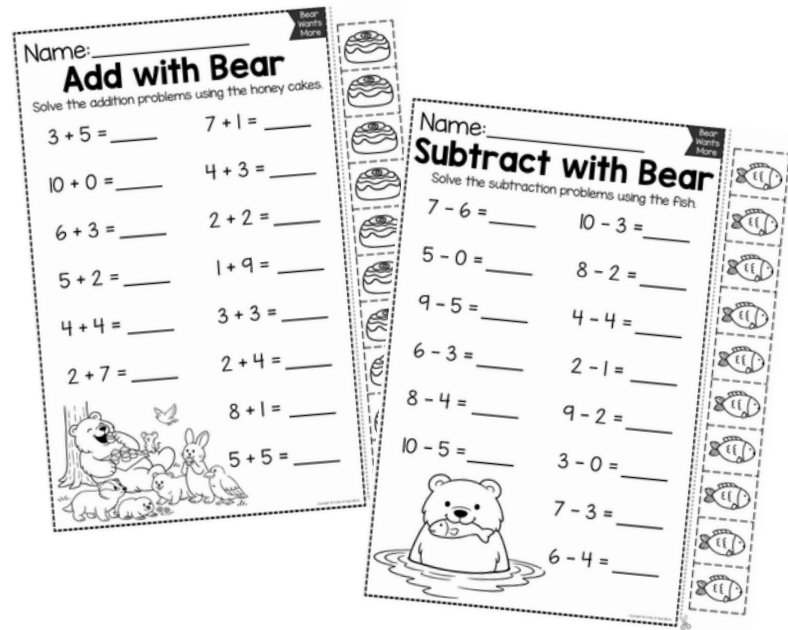 Bear
Wants
More
Name:
Add with Bear
Solve the addition problems using the honey cakes.
3 + 5 =
7 + 1 =
10 + 0 =
4 + 3 =
6 + 3 =
2 + 2 =
5 + 2 =
1 + 9 =
4 + 4 =
3 + 3 =
2 + 7 =
2 + 4 =
8 + 1 =
5 + 5 =
Bear
Wants
More
Name:
Subtract with Bear
Solve the subtraction problems using the fish.
7 - 6 =
10 - 3 =
5 - 0 =
8 - 2 =
9 - 5 =
4 - 4 =
6 - 3 =
2 - 1 =
8 - 4 =
9 - 2 =
10 - 5 =
3 - 0 =
7 - 3 =
6 - 4 =